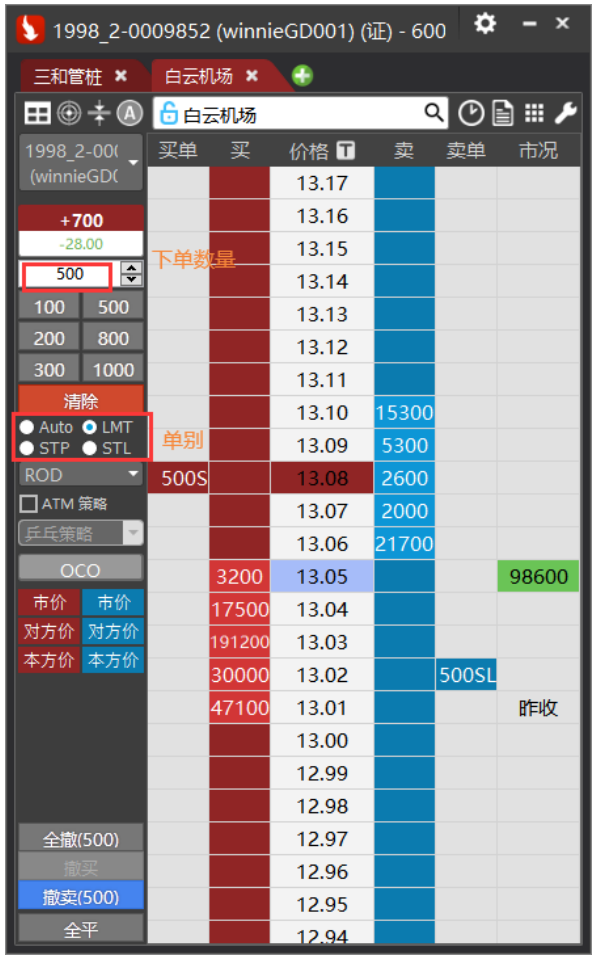 1998_2-0009852 (winnieGD001) (证) - 600
三和管桩
白云机场
A
白云机场
1998_2-00(
(winnieGD(
买单 买 价格 T 卖 卖单 市况
+700
-28.00
500
100 500
200 800
300 1000
清除
Auto LMT
STP STL
ROD
ATM 策略
乒乓策略
OCO
市价 市价
对方价 对方价
本方价 本方价
全撤(500)
撤买
撤卖(500)
全平
下单数量
单别
13.17
13.16
13.15
13.14
13.13
13.12
13.11
13.10 15300
13.09 5300
500S 13.08 2600
13.07 2000
13.06 21700
3200 13.05 98600
17500 13.04
191200 13.03
30000 13.02 500SL
47100 13.01 昨收
13.00
12.99
12.98
12.97
12.96
12.95
12.94